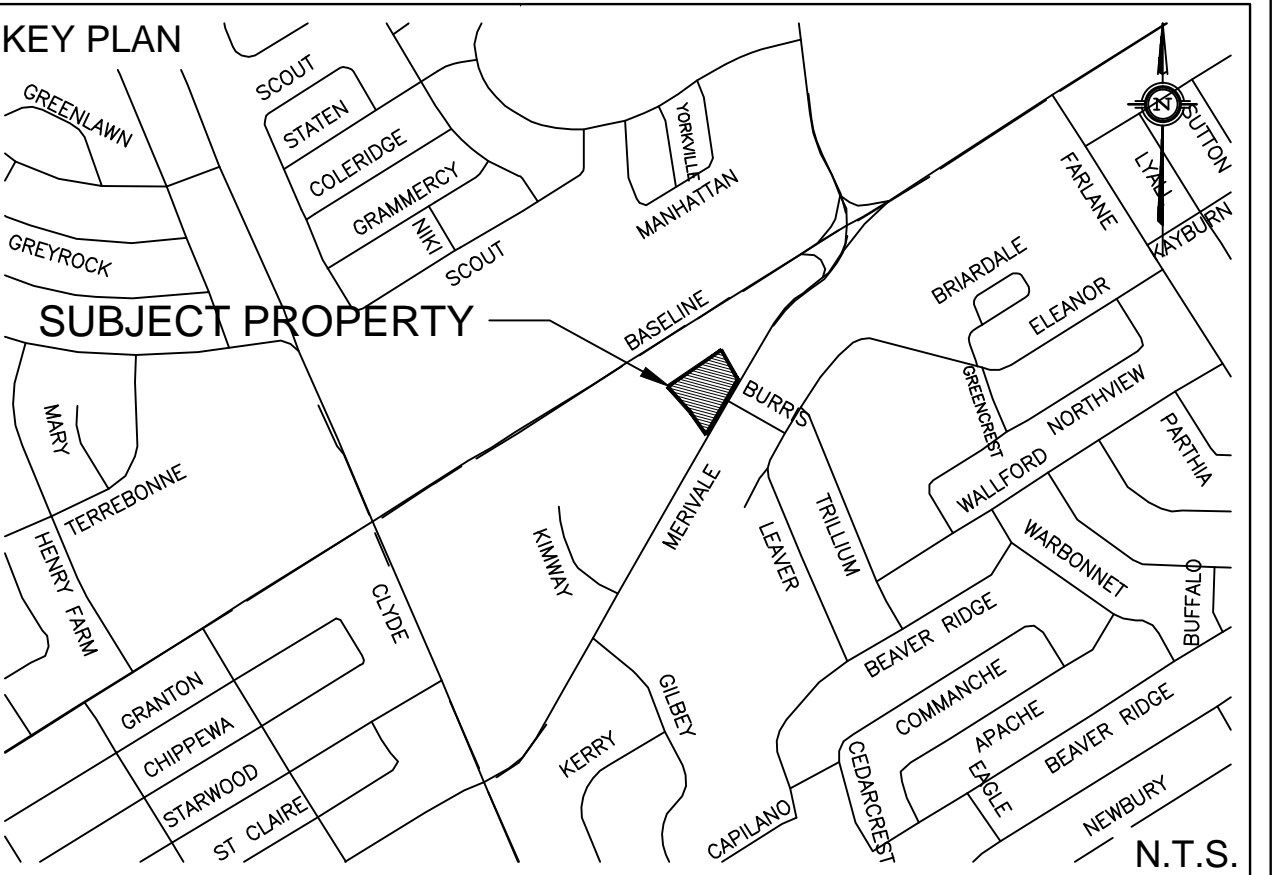 KEY PLAN
GREENLAWN
SCOUT
STATEN
COLERIDGE
GRAMMERCY
NIKI
SCOUT
YORKVILLE
MANHATTAN
N
SUTTON
LYALL
FARLANE
KAYBURN
GREYROCK
BRIARDALE
ELEANOR
SUBJECT PROPERTY
BASELINE
BURRIS
GREENCREST
NORTHVIEW
WALLFORD
PARTHIA
MARY
TERREBONNE
MERIVALE
LEAVER
TRILLIUM
KIMWAY
WARBONNET
BUFFALO
HENRY FARM
CLYDE
BEAVER RIDGE
GRANTON
CHIPPEWA
STARWOOD
ST CLAIRE
GILBEY
KERRY
COMMANCHE
APACHE
BEAVER RIDGE
EAGLE
CEDARCREST
CAPILANO
NEWBURY
N.T.S.